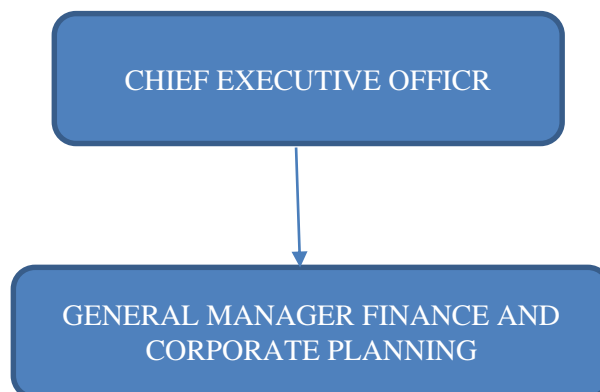 CHIEF EXECUTIVE OFFICR
GENERAL MANAGER FINANCE AND
CORPORATE PLANNING